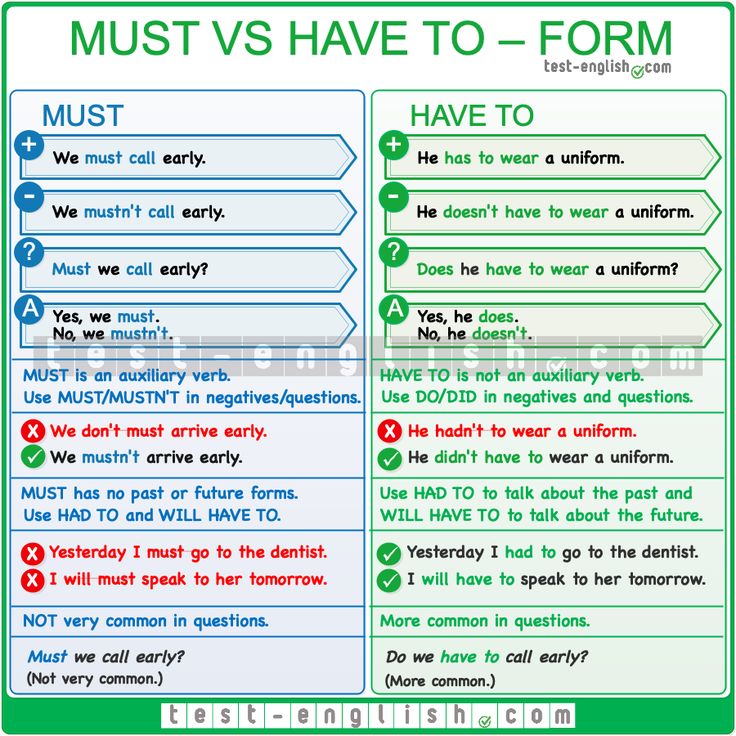 MUST VS HAVE TO – FORM
test-english.com
MUST
+ We must call early.
- We mustn't call early.
? Must we call early?
A Yes, we must.
No, we mustn't.
MUST is an auxiliary verb.
Use MUST/MUSTN'T in negatives/questions.
We don't must arrive early.
We mustn't arrive early.
MUST has no past or future forms.
Use HAD TO and WILL HAVE TO.
Yesterday I must go to the dentist.
I will must speak to her tomorrow.
NOT very common in questions.
Must we call early?
(Not very common.)
HAVE TO
+ He has to wear a uniform.
- He doesn't have to wear a uniform.
? Does he have to wear a uniform?
A Yes, he does.
No, he doesn't.
HAVE TO is not an auxiliary verb.
Use DO/DID in negatives and questions.
He hadn't to wear a uniform.
He didn't have to wear a uniform.
Use HAD TO to talk about the past and
WILL HAVE TO to talk about the future.
Yesterday I had to go to the dentist.
I will have to speak to her tomorrow.
More common in questions.
Do we have to call early?
(More common.)
test-english.com
test-english.com